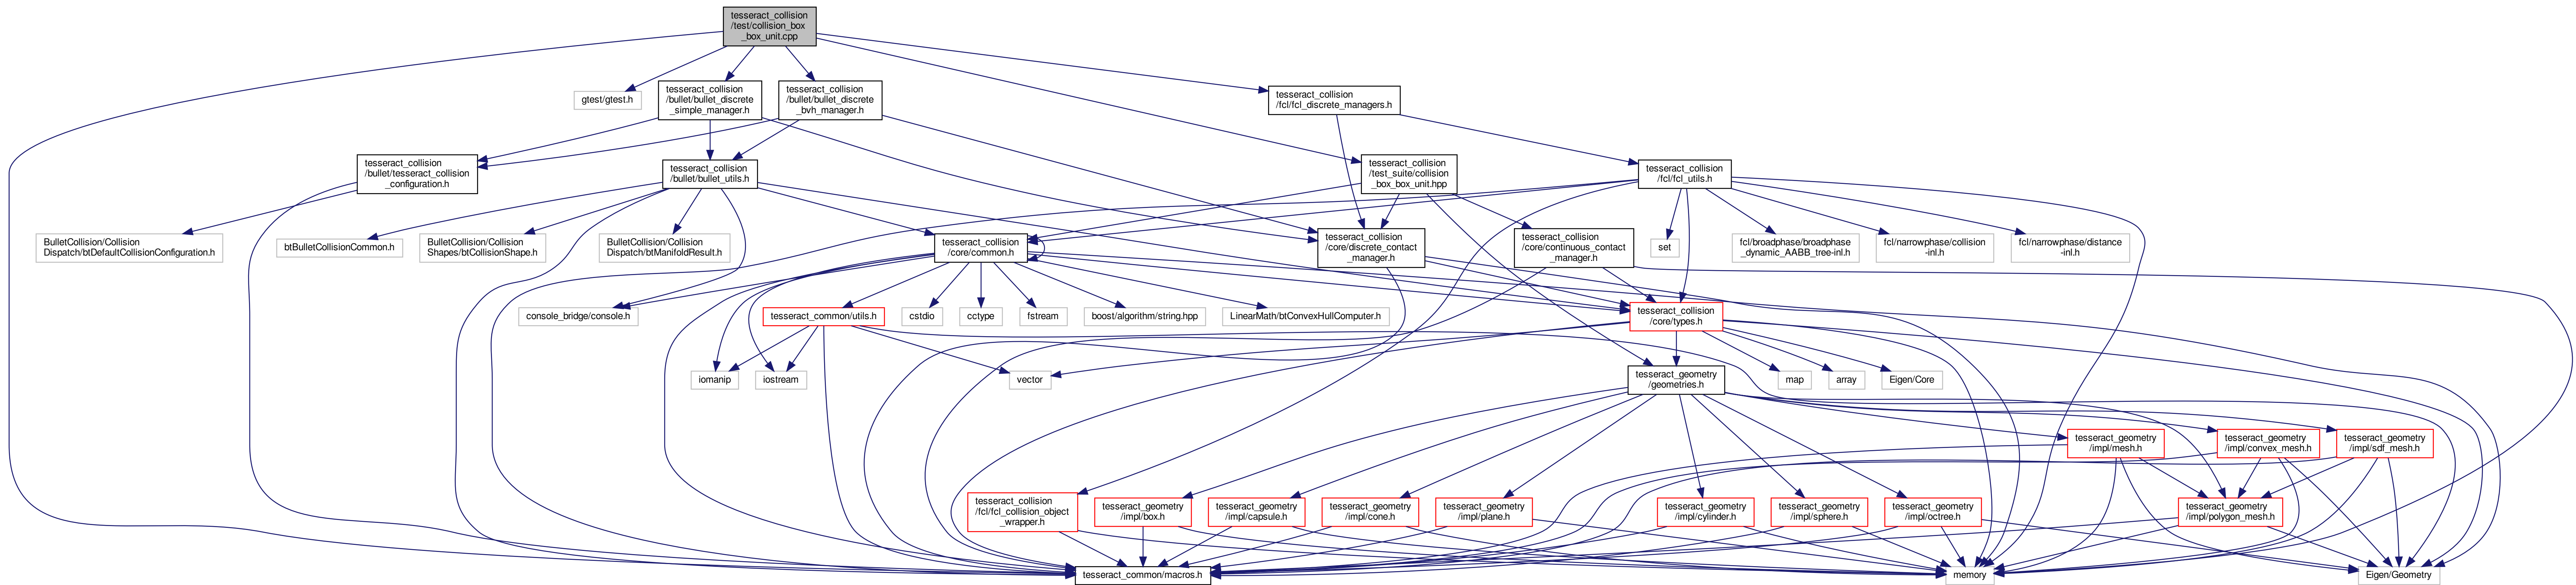 tesseract_collision
/test/collision_box
_box_unit.cpp
gtest/gtest.h
tesseract_collision
/bullet/bullet_discrete
_simple_manager.h
tesseract_collision
/bullet/bullet_discrete
_bvh_manager.h
tesseract_collision
/fcl/fcl_discrete_managers.h
tesseract_collision
/bullet/tesseract_collision
_configuration.h
tesseract_collision
/bullet/bullet_utils.h
tesseract_collision
/test_suite/collision
_box_box_unit.hpp
tesseract_collision
/fcl/fcl_utils.h
BulletCollision/Collision
Dispatch/btDefaultCollisionConfiguration.h
btBulletCollisionCommon.h
BulletCollision/Collision
Shapes/btCollisionShape.h
BulletCollision/Collision
Dispatch/btManifoldResult.h
tesseract_collision
/core/common.h
tesseract_collision
/core/discrete_contact
_manager.h
tesseract_collision
/core/continuous_contact
_manager.h
set
fcl/broadphase/broadphase
_dynamic_AABB_tree-inl.h
fcl/narrowphase/collision
-inl.h
fcl/narrowphase/distance
-inl.h
console_bridge/console.h
tesseract_common/utils.h
cstdio
cctype
fstream
boost/algorithm/string.hpp
LinearMath/btConvexHullComputer.h
tesseract_collision
/core/types.h
iomanip
iostream
vector
tesseract_geometry
/geometries.h
map
array
Eigen/Core
tesseract_geometry
/impl/mesh.h
tesseract_geometry
/impl/convex_mesh.h
tesseract_geometry
/impl/sdf_mesh.h
tesseract_collision
/fcl/fcl_collision_object
_wrapper.h
tesseract_geometry
/impl/box.h
tesseract_geometry
/impl/capsule.h
tesseract_geometry
/impl/cone.h
tesseract_geometry
/impl/plane.h
tesseract_geometry
/impl/cylinder.h
tesseract_geometry
/impl/sphere.h
tesseract_geometry
/impl/octree.h
tesseract_geometry
/impl/polygon_mesh.h
tesseract_common/macros.h
memory
Eigen/Geometry